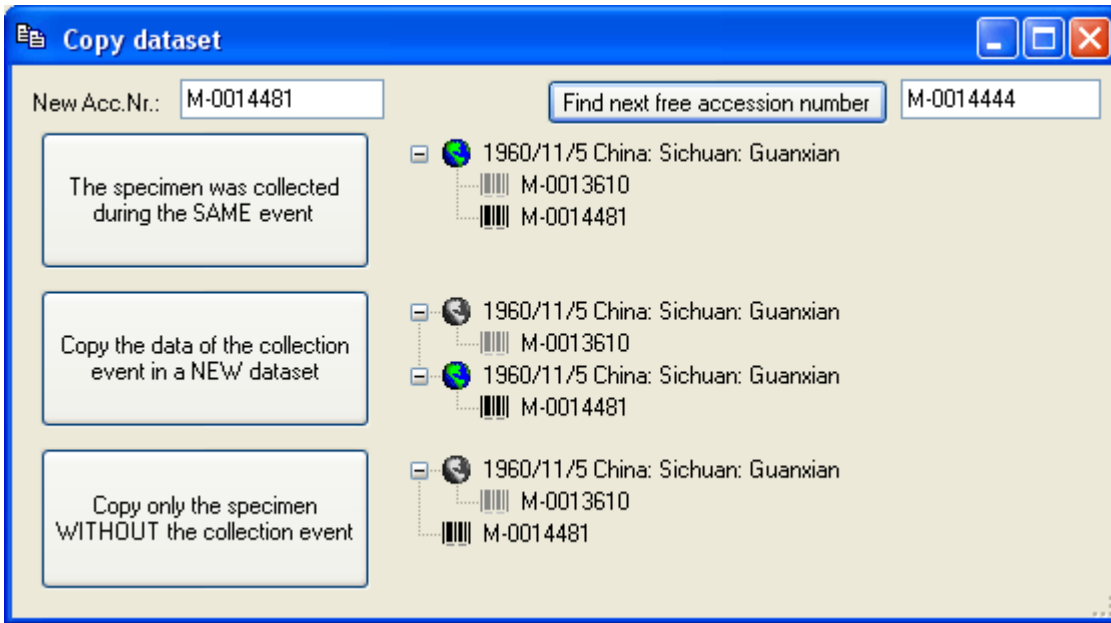 Copy dataset
New Acc.Nr.: M-0014481 Find next free accession number M-0014444
The specimen was collected
during the SAME event
1960/11/5 China: Sichuan: Guanxian
M-0013610
M-0014481
Copy the data of the collection
event in a NEW dataset
1960/11/5 China: Sichuan: Guanxian
M-0013610
1960/11/5 China: Sichuan: Guanxian
M-0014481
Copy only the specimen
WITHOUT the collection event
1960/11/5 China: Sichuan: Guanxian
M-0013610
M-0014481